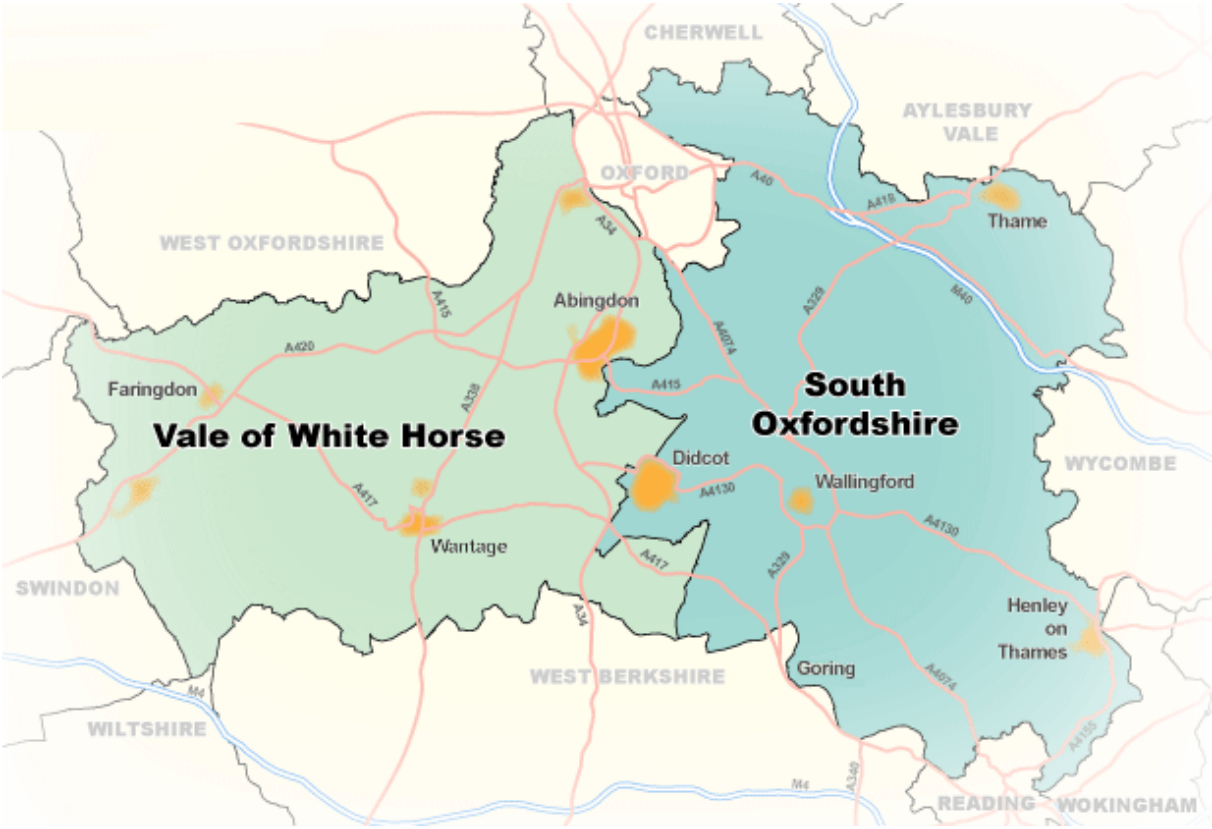 CHERWELL
AYLESBURY
VALE
OXFORD
A40
A418
Thame
A34
WEST OXFORDSHIRE
M40
A415
Abingdon
A329
A4074
A420
Faringdon
A338
A415
South
Oxfordshire
Vale of White Horse
Didcot
WYCOMBE
A417
A4130
Wallingford
A4130
Wantage
A417
A329
SWINDON
A34
Henley
on
Thames
WEST BERKSHIRE
Goring
A4074
M4
WILTSHIRE
A4155
A340
M4
READING
WOKINGHAM